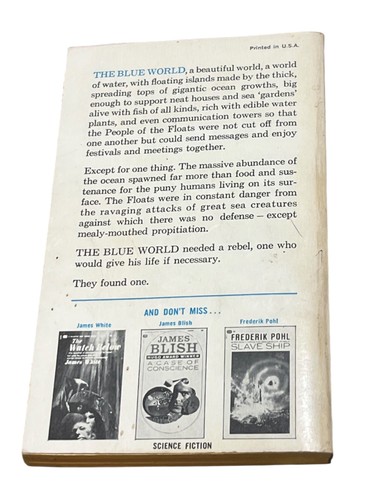 Printed in U.S.A.
THE BLUE WORLD, a beautiful world, a world
of water, with floating islands made by the thick,
spreading tops of gigantic ocean growths, big
enough to support neat houses and sea 'gardens'
alive with fish of all kinds, rich with edible water
plants, and even communication towers so that
the People of the Floats were not cut off from
one another but could send messages and enjoy
festivals and meetings together.
Except for one thing. The massive abundance of
the ocean spawned far more than food and sus-
tenance for the puny humans living on its sur-
face. The Floats were in constant danger from
the ravaging attacks of great sea creatures
against which there was no defense — except
mealy-mouthed propitiation.
THE BLUE WORLD needed a rebel, one who
would give his life if necessary.
They found one.
AND DON'T MISS . . .
James White
James Blish
Frederik Pohl
The
Watch Below
James White
JAMES
BLISH
HUGO AWARD WINNER
A CASE OF
CONSCIENCE
FREDERIK POHL
SLAVE SHIP
SCIENCE FICTION